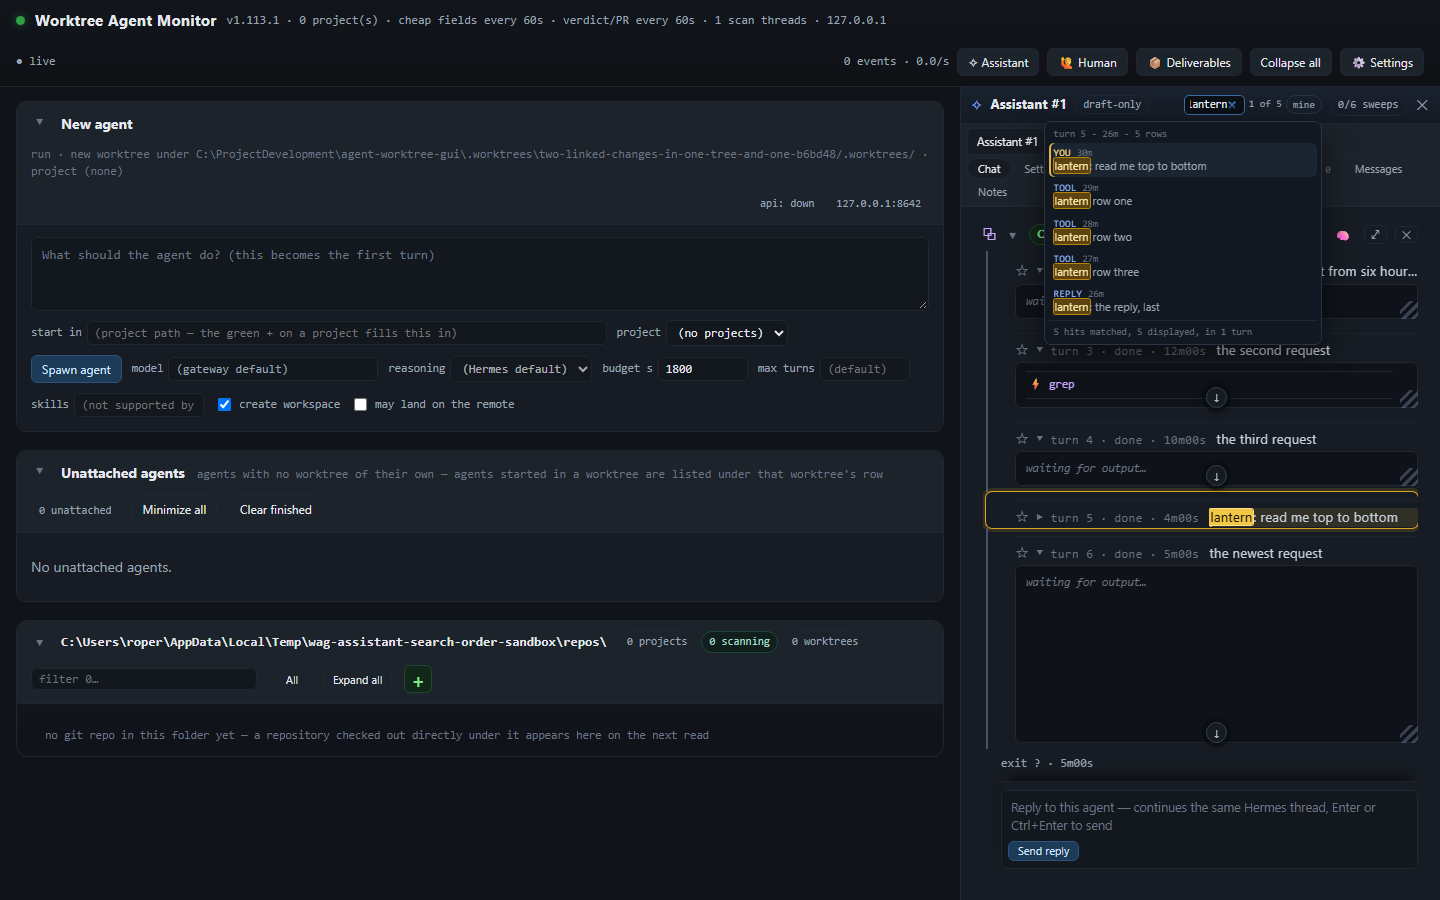 Worktree Agent Monitor v1.113.1 · 0 project(s) · cheap fields every 60s · verdict/PR every 60s · 1 scan threads · 127.0.0.1
live
0 events · 0.0/s
Assistant
Human
Deliverables
Collapse all
Settings
New agent
run · new worktree under C:\ProjectDevelopment\agent-worktree-gui\.worktrees\two-linked-changes-in-one-tree-and-one-b6bd48/.worktrees/ ·
project (none)
api: down 127.0.0.1:8642
What should the agent do? (this becomes the first turn)
start in (project path — the green + on a project fills this in) project (no projects)
Spawn agent model (gateway default) reasoning (Hermes default) budget s 1800 max turns (default)
skills (not supported by create workspace may land on the remote
Unattached agents agents with no worktree of their own — agents started in a worktree are listed under that worktree's row
0 unattached Minimize all Clear finished
No unattached agents.
C:\Users\roper\AppData\Local\Temp\wag-assistant-search-order-sandbox\repos\ 0 projects 0 scanning 0 worktrees
filter 0… All Expand all +
no git repo in this folder yet — a repository checked out directly under it appears here on the next read
Assistant #1 draft-only lantern 1 of 5 mine 0/6 sweeps
Assistant #1
Chat Messages
Notes
turn 5 - 26m - 5 rows
YOU 30m
lantern: read me top to bottom
TOOL 29m
lantern row one
TOOL 28m
lantern row two
TOOL 27m
lantern row three
REPLY 26m
lantern: the reply, last
5 hits matched, 5 displayed, in 1 turn
from six hour…
turn 3 · done · 12m00s the second request
grep
turn 4 · done · 10m00s the third request
waiting for output…
turn 5 · done · 4m00s lantern: read me top to bottom
turn 6 · done · 5m00s the newest request
waiting for output…
exit ? · 5m00s
Reply to this agent — continues the same Hermes thread, Enter or
Ctrl+Enter to send
Send reply